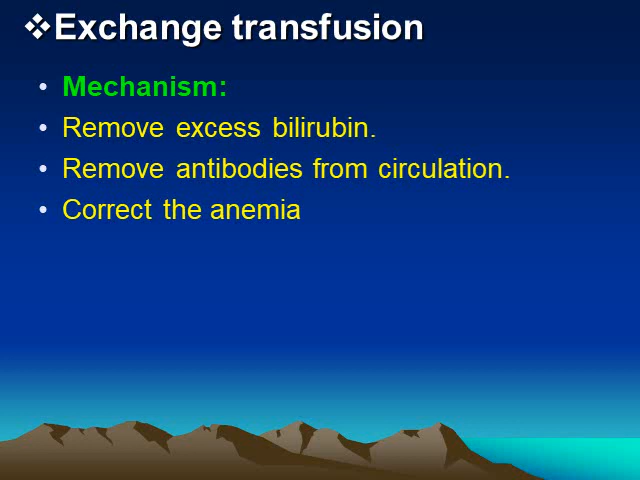 ❖Exchange transfusion
• Mechanism:
• Remove excess bilirubin.
• Remove antibodies from circulation.
• Correct the anemia